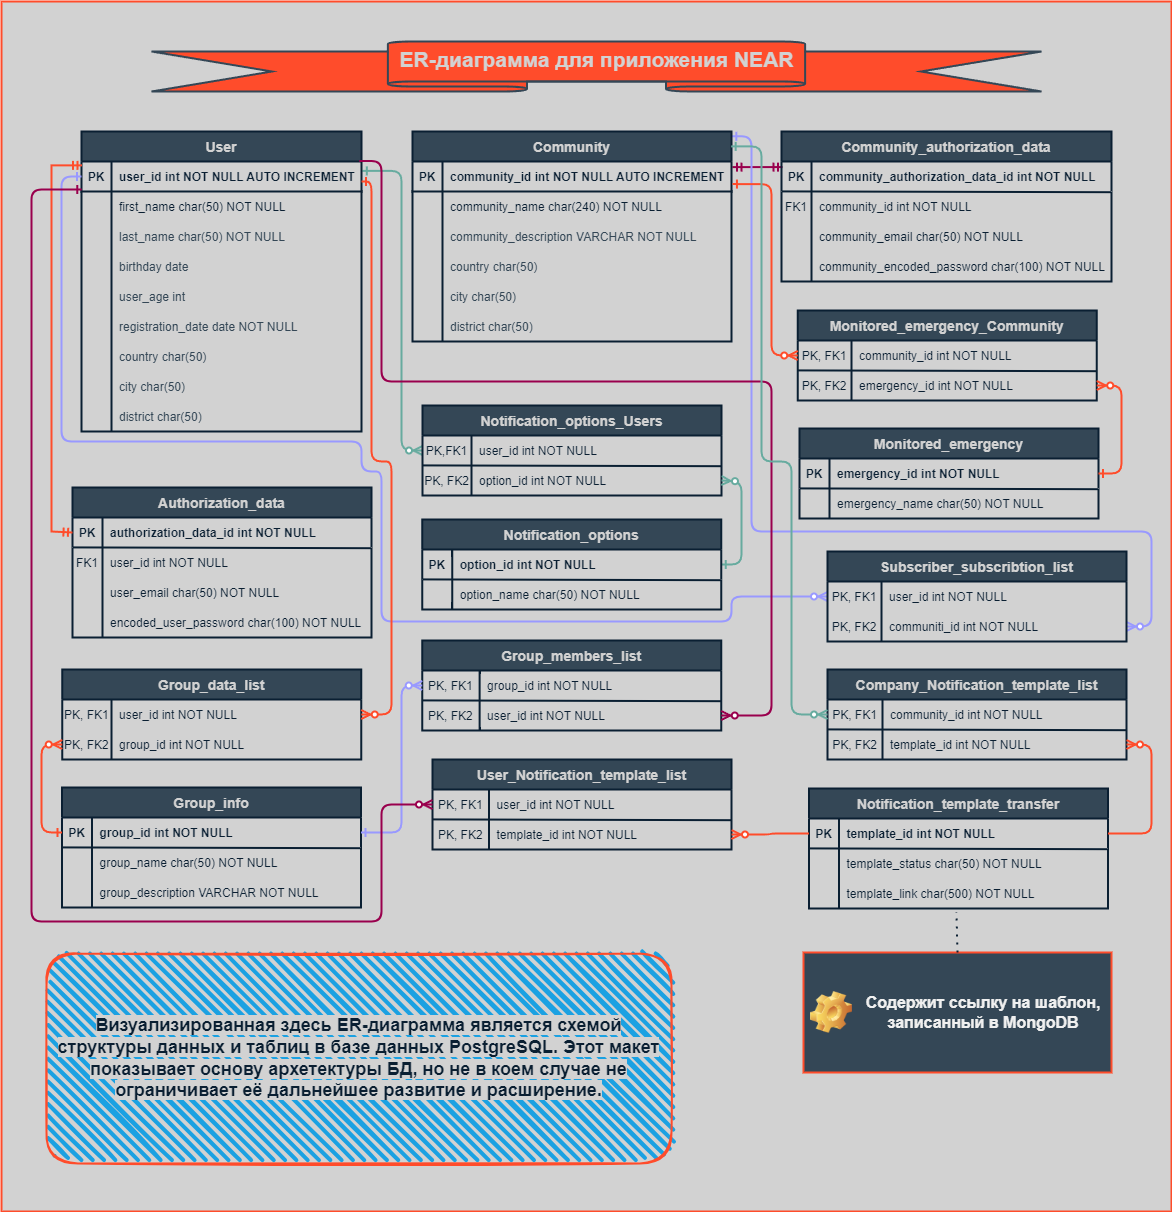 ER-диаграмма для приложения NEAR
User
PK user_id int NOT NULL AUTO INCREMENT
first_name char(50) NOT NULL
last_name char(50) NOT NULL
birthday date
user_age int
registration_date date NOT NULL
country char(50)
city char(50)
district char(50)
Community
PK community_id int NOT NULL AUTO INCREMENT
community_name char(240) NOT NULL
community_description VARCHAR NOT NULL
country char(50)
city char(50)
district char(50)
Community_authorization_data
PK community_authorization_data_id int NOT NULL
FK1 community_id int NOT NULL
community_email char(50) NOT NULL
community_encoded_password char(100) NOT NULL
Monitored_emergency_Community
PK, FK1 community_id int NOT NULL
PK, FK2 emergency_id int NOT NULL
Notification_options_Users
PK,FK1 user_id int NOT NULL
PK, FK2 option_id int NOT NULL
Monitored_emergency
PK emergency_id int NOT NULL
emergency_name char(50) NOT NULL
Authorization_data
PK authorization_data_id int NOT NULL
FK1 user_id int NOT NULL
user_email char(50) NOT NULL
encoded_user_password char(100) NOT NULL
Notification_options
PK option_id int NOT NULL
option_name char(50) NOT NULL
Subscriber_subscribtion_list
PK, FK1 user_id int NOT NULL
PK, FK2 communiti_id int NOT NULL
Group_data_list
PK, FK1 user_id int NOT NULL
PK, FK2 group_id int NOT NULL
Group_members_list
PK, FK1 group_id int NOT NULL
PK, FK2 user_id int NOT NULL
Company_Notification_template_list
PK, FK1 community_id int NOT NULL
PK, FK2 template_id int NOT NULL
Group_info
PK group_id int NOT NULL
group_name char(50) NOT NULL
group_description VARCHAR NOT NULL
User_Notification_template_list
PK, FK1 user_id int NOT NULL
PK, FK2 template_id int NOT NULL
Notification_template_transfer
PK template_id int NOT NULL
template_status char(50) NOT NULL
template_link char(500) NOT NULL
Визуализированная здесь ER-диаграмма является схемой
структуры данных и таблиц в базе данных PostgreSQL. Этот макет
показывает основу архетектуры БД, но не в коем случае не
ограничивает её дальнейшее развитие и расширение.
Содержит ссылку на шаблон,
записанный в MongoDB